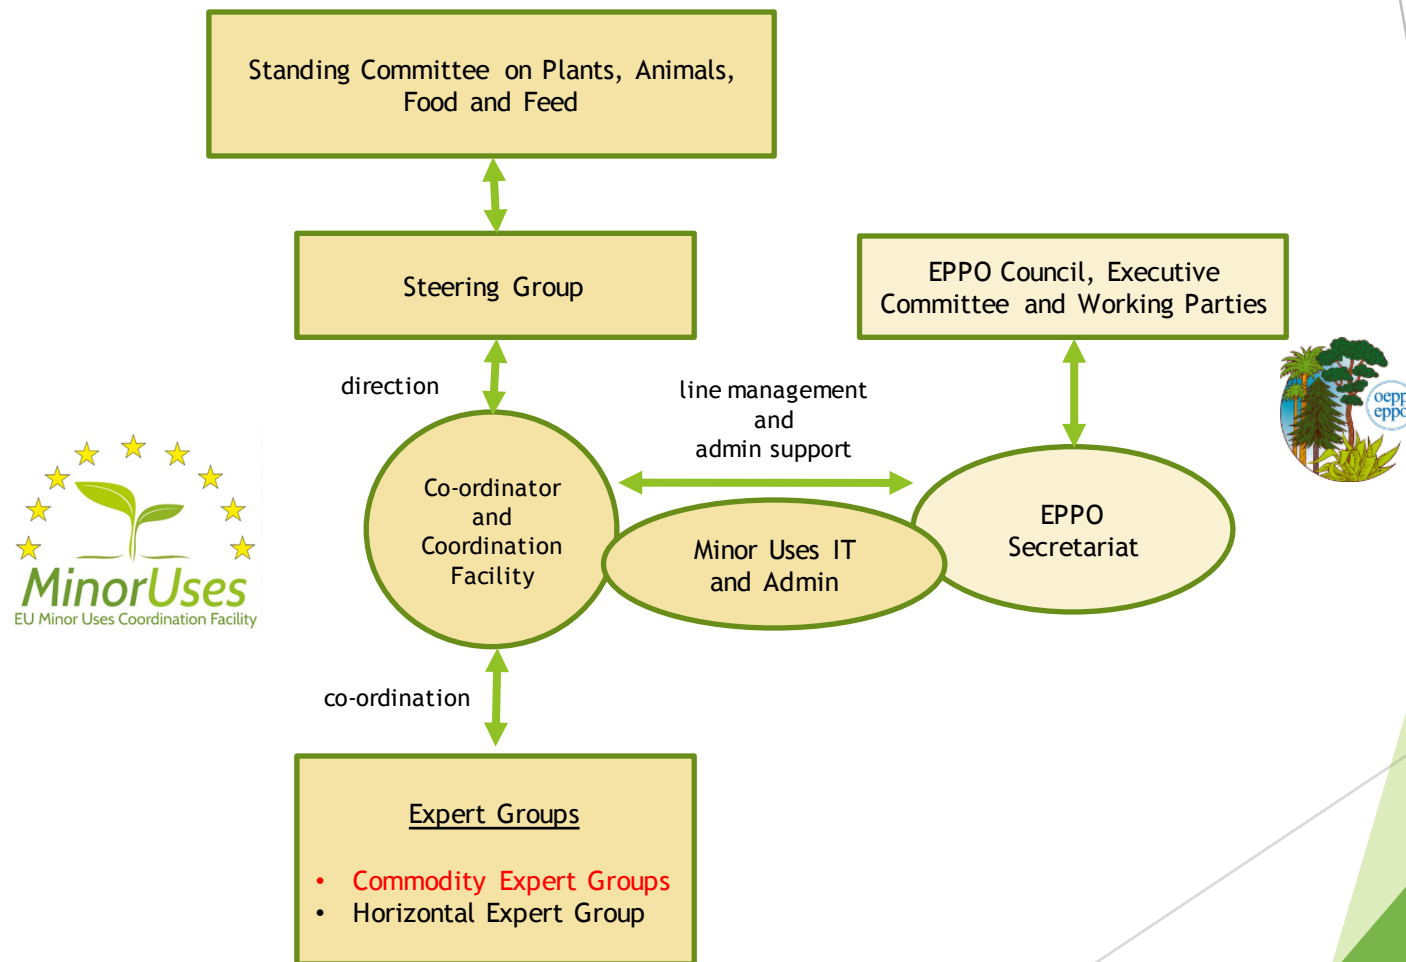 Standing Committee on Plants, Animals,
Food and Feed
Steering Group
EPPO Council, Executive
Committee and Working Parties
direction
line management
and
admin support
oepp
eppo
Co-ordinator
and
Coordination
Facility
Minor Uses IT
and Admin
EPPO
Secretariat
MinorUses
EU Minor Uses Coordination Facility
co-ordination
Expert Groups
• Commodity Expert Groups
• Horizontal Expert Group